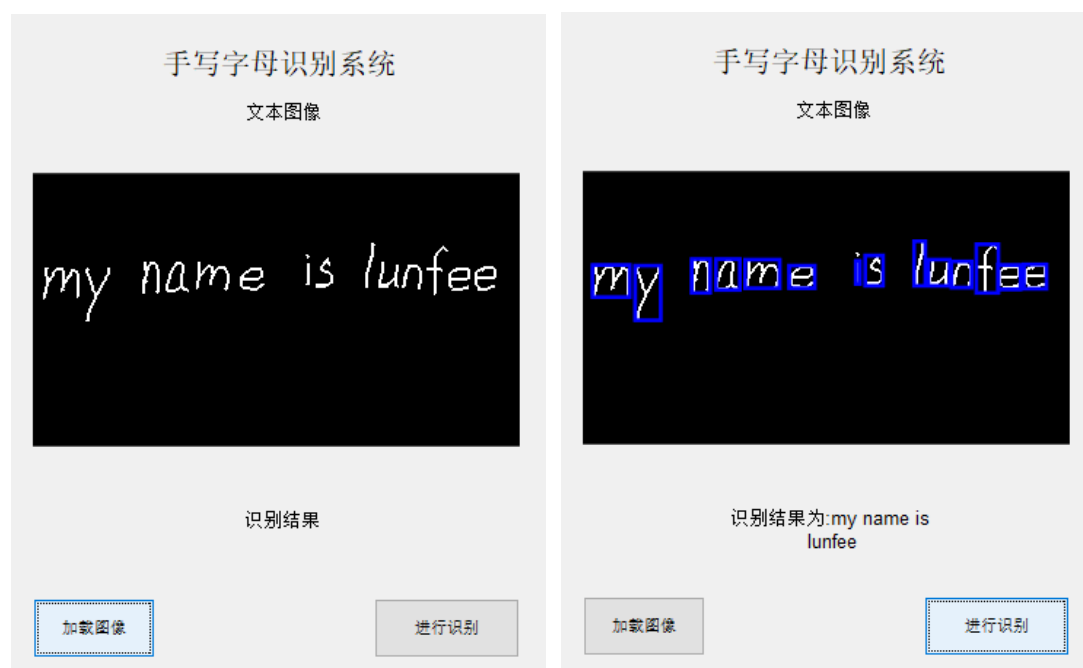 手写字母识别系统
文本图像
my name is lunfee
识别结果
加载图像 进行识别
手写字母识别系统
文本图像
my name is lunfee
识别结果为:my name is
lunfee
加载图像 进行识别